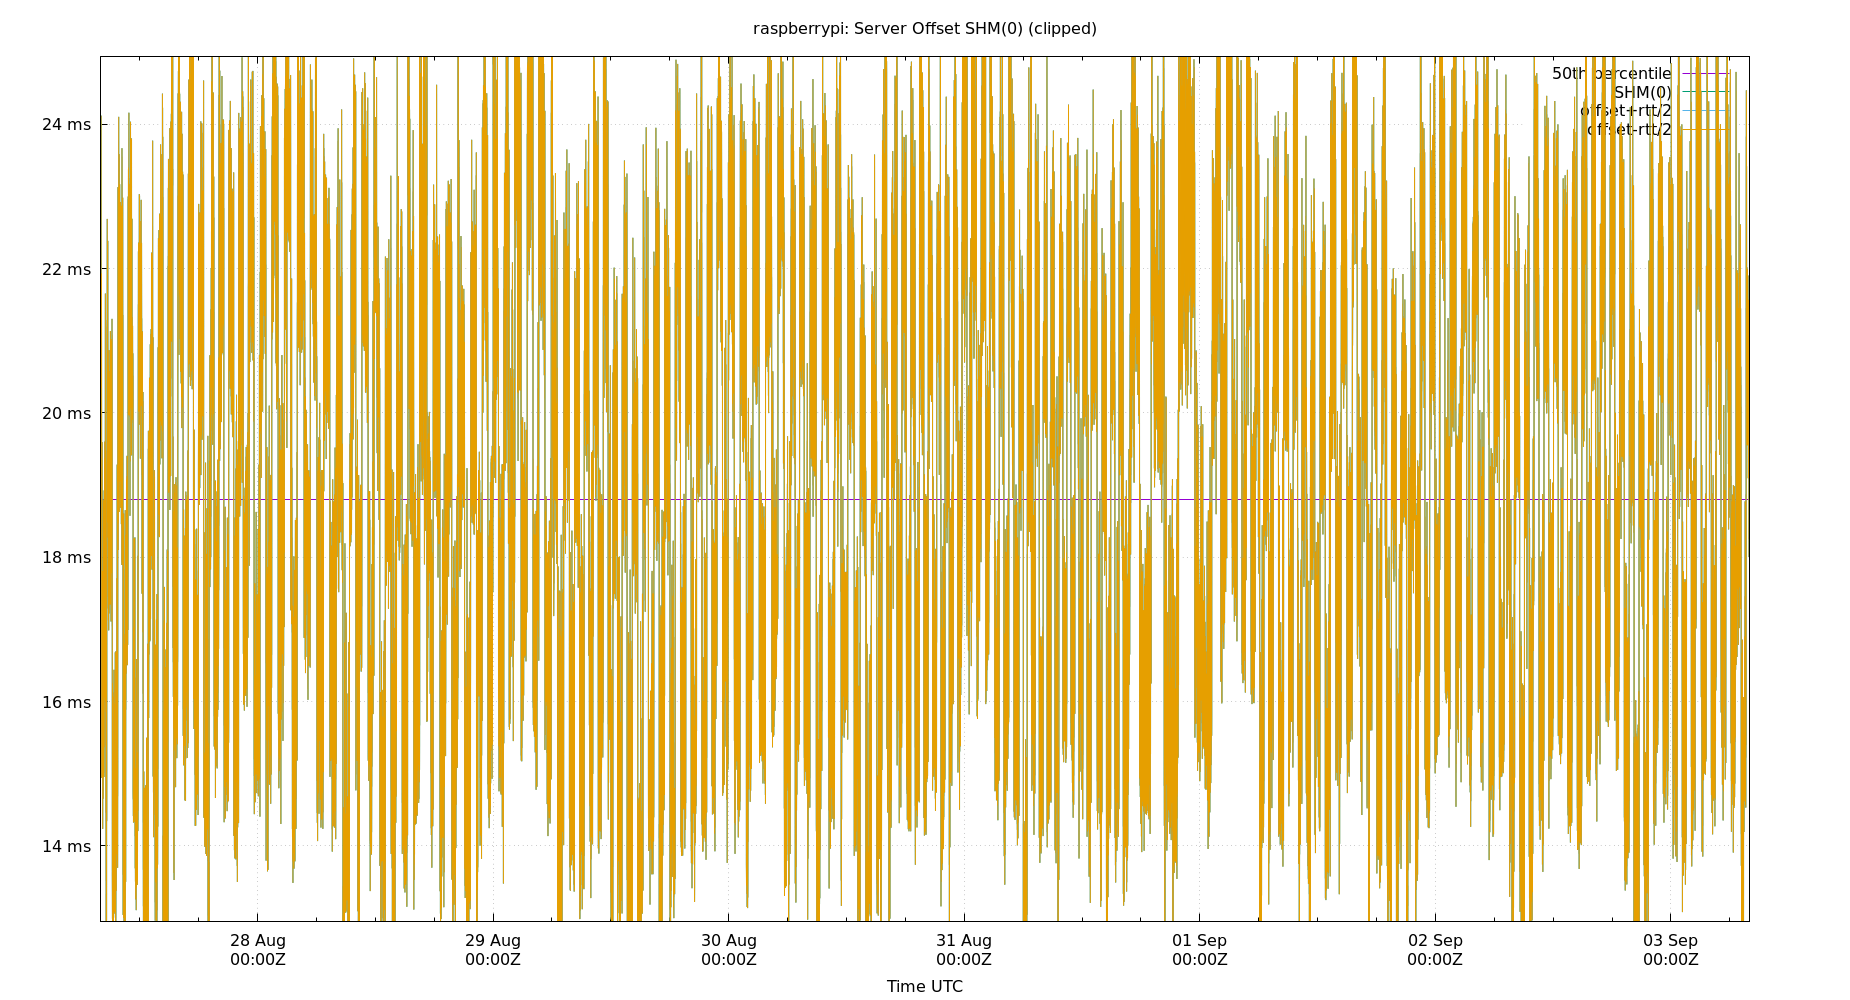 raspberrypi: Server Offset SHM(0) (clipped)
50th percentile
SHM(0)
offset+rtt/2
offset-rtt/2
24 ms
22 ms
20 ms
18 ms
16 ms
14 ms
28 Aug 29 Aug 30 Aug 31 Aug 01 Sep 02 Sep 03 Sep
00:00Z 00:00Z 00:00Z 00:00Z 00:00Z 00:00Z 00:00Z
Time UTC